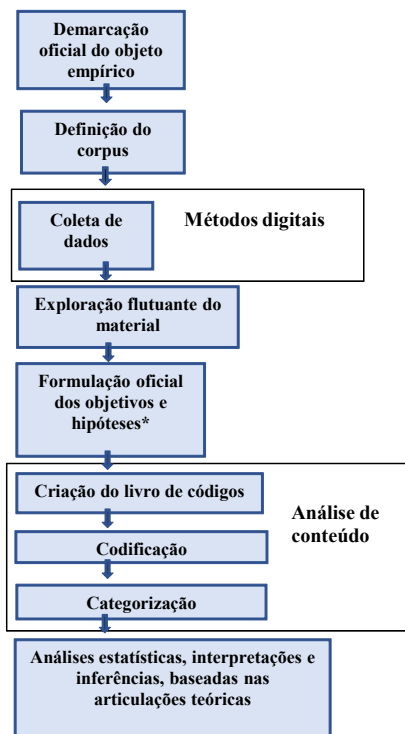 Demarcação
oficial do objeto
empírico
Definição do
corpus
Coleta de
dados
Métodos digitais
Exploração flutuante do
material
Formulação oficial
dos objetivos e
hipóteses*
Criação do livro de códigos
Análise de
conteúdo
Codificação
Categorização
Análises estatísticas, interpretações e
inferências, baseadas nas
articulações teóricas